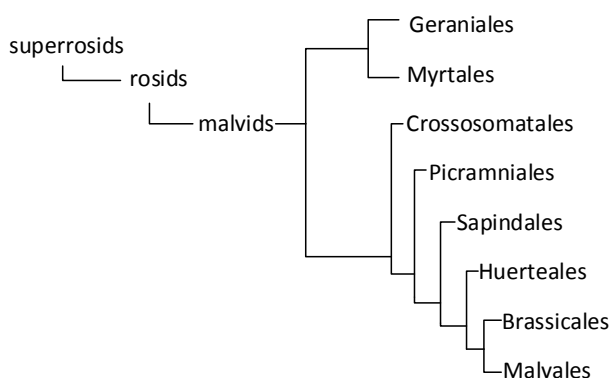 superrosids
rosids
malvids
Geraniales
Myrtales
Crossosomatales
Picramniales
Sapindales
Huerteales
Brassicales
Malvales